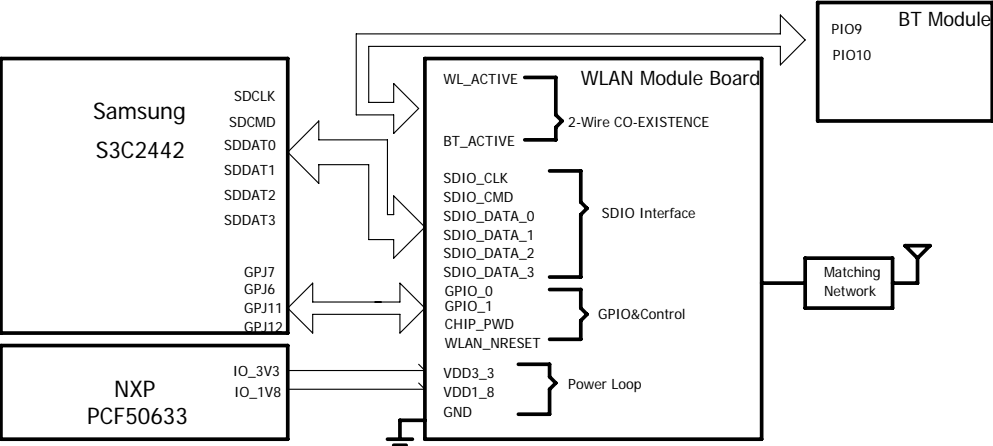 BT Module
PIO9
PIO10
Samsung
S3C2442
SDCLK
SDCMD
SDDAT0
SDDAT1
SDDAT2
SDDAT3
GPJ7
GPJ6
GPJ11
GPJ12
WLAN Module Board
WL_ACTIVE
2-Wire CO-EXISTENCE
BT_ACTIVE
SDIO_CLK
SDIO_CMD
SDIO_DATA_0
SDIO_DATA_1
SDIO_DATA_2
SDIO_DATA_3
SDIO Interface
GPIO_0
GPIO_1
CHIP_PWD
WLAN_NRESET
GPIO&Control
Matching
Network
NXP
PCF50633
IO_3V3
IO_1V8
VDD3_3
VDD1_8
GND
Power Loop